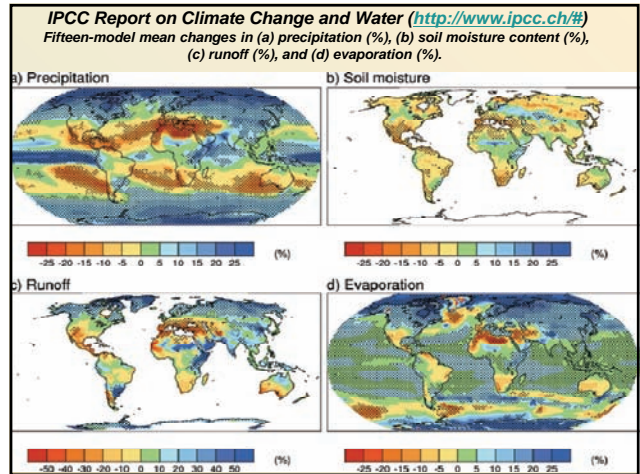 IPCC Report on Climate Change and Water (http://www.ipcc.ch/#)
Fifteen-model mean changes in (a) precipitation (%), (b) soil moisture content (%),
(c) runoff (%), and (d) evaporation (%).
a) Precipitation
b) Soil moisture
-25 -20 -15 -10 -5 0 5 10 15 20 25 (%)
-25 -20 -15 -10 -5 0 5 10 15 20 25 (%)
c) Runoff
d) Evaporation
-50 -40 -30 -20 -10 0 10 20 30 40 50 (%)
-25 -20 -15 -10 -5 0 5 10 15 20 25 (%)